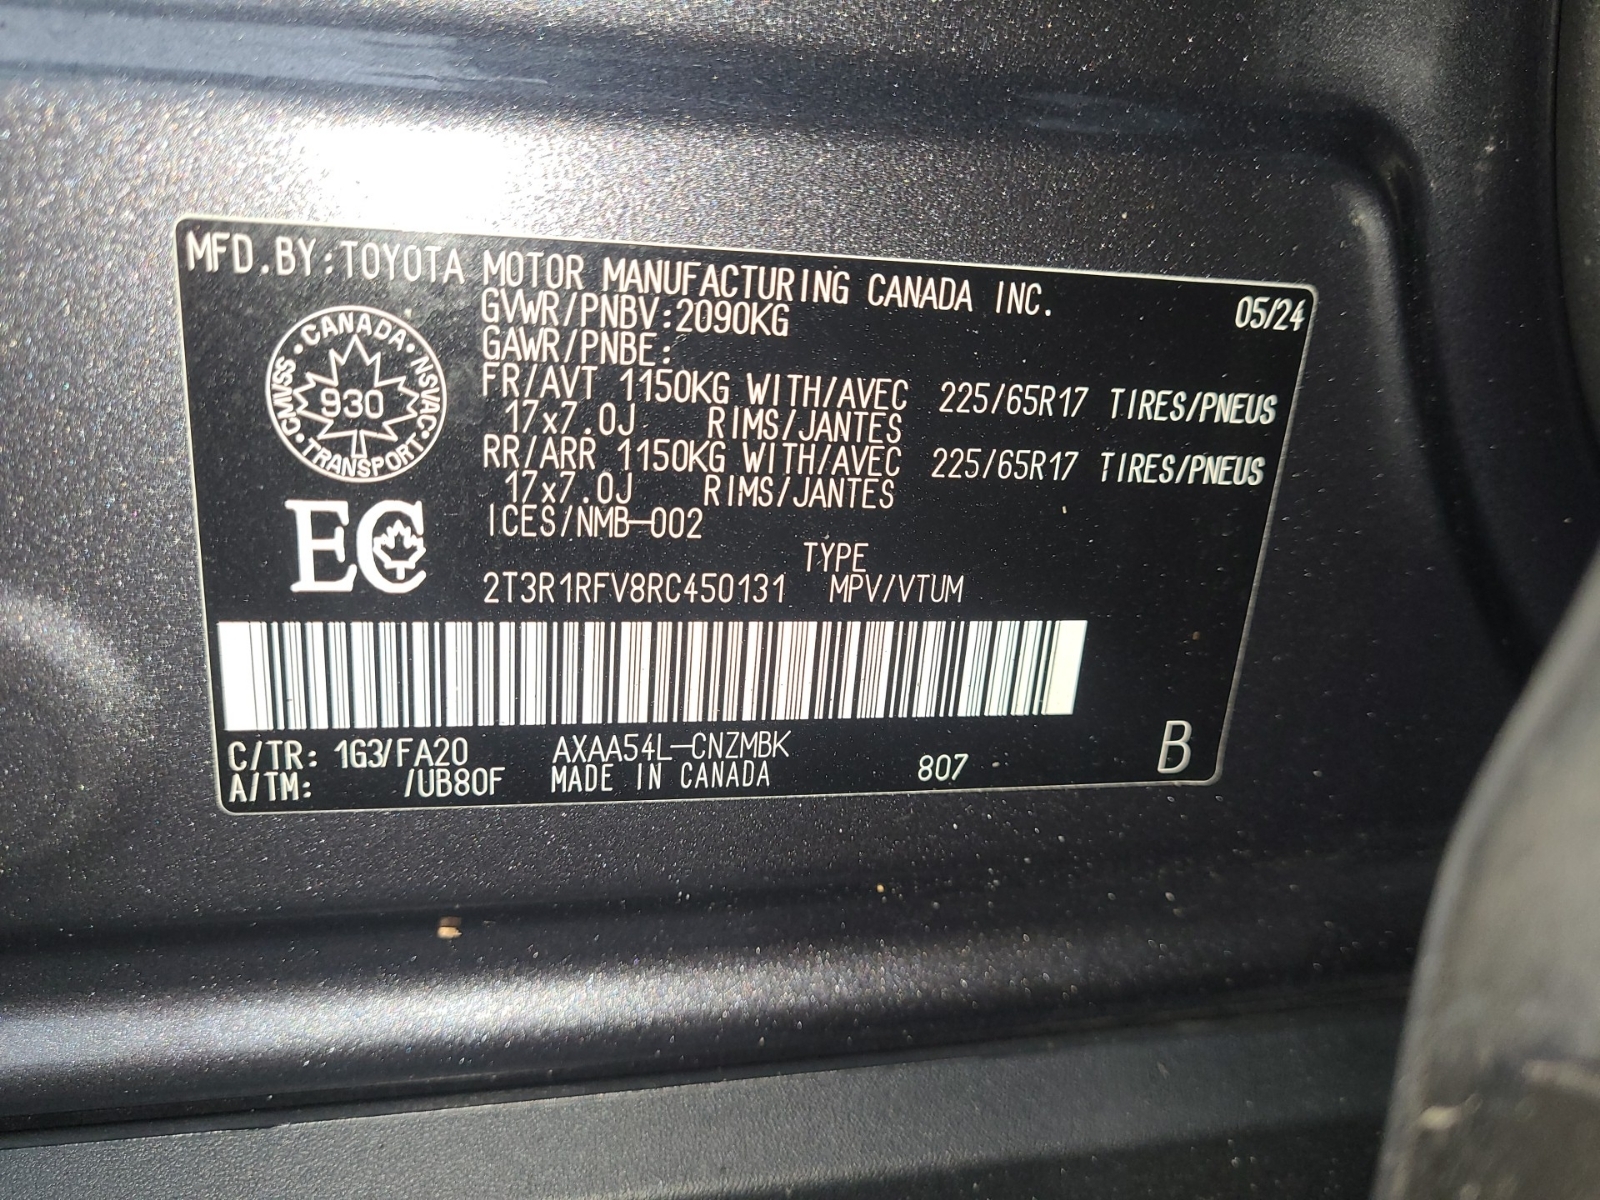 MFD.BY:TOYOTA MOTOR MANUFACTURING CANADA INC. 05/24
GVWR/PNBV:2090KG
GAWR/PNBE:
FR/AVT 1150KG WITH/AVEC 225/65R17 TIRES/PNEUS
17x7.0J RIMS/JANTES
RR/ARR 1150KG WITH/AVEC 225/65R17 TIRES/PNEUS
17x7.0J RIMS/JANTES
ICES/NMB-002
CANADA
CMVSS • NSVAC
930
TRANSPORT
EC
TYPE
2T3R1RFV8RC450131 MPV/VTUM
C/TR: 1G3/FA20 AXAA54L-CNZMBK
A/TM: /UB80F MADE IN CANADA 807 B